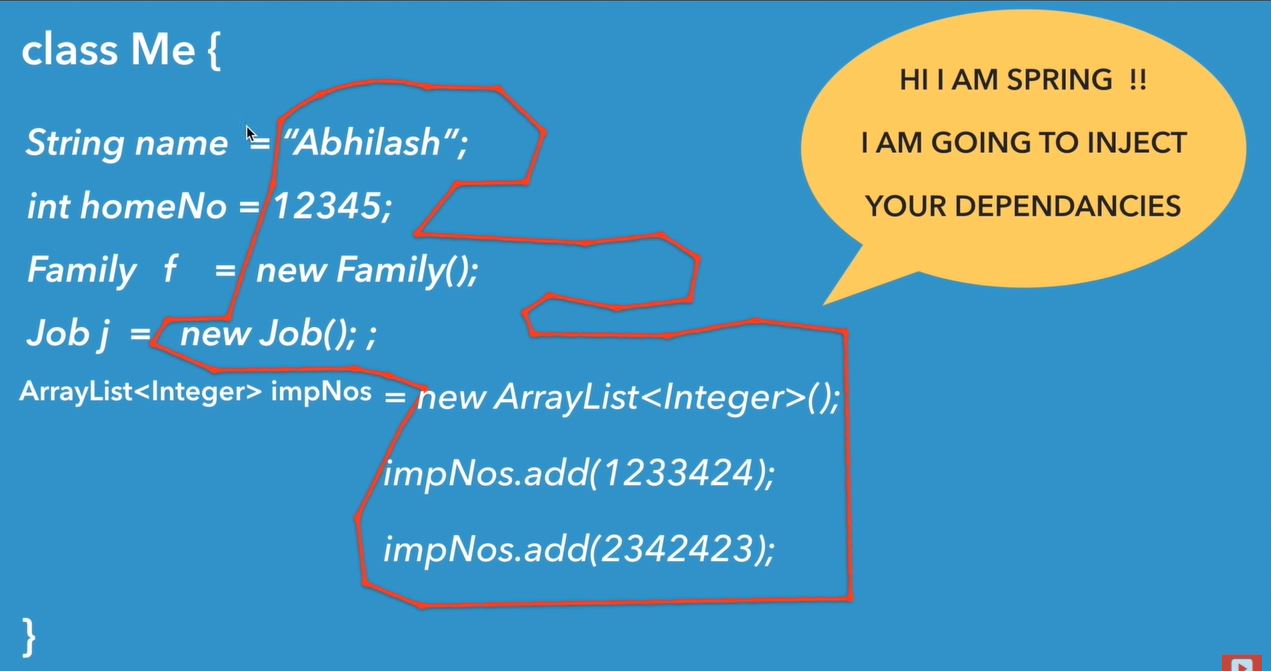 class Me {
String name = “Abhilash”;
int homeNo = 12345;
Family f = new Family();
Job j = new Job(); ;
ArrayList<Integer> impNos = new ArrayList<Integer>();
impNos.add(1233424);
impNos.add(2342423);
}
HI I AM SPRING !!
I AM GOING TO INJECT
YOUR DEPENDANCIES